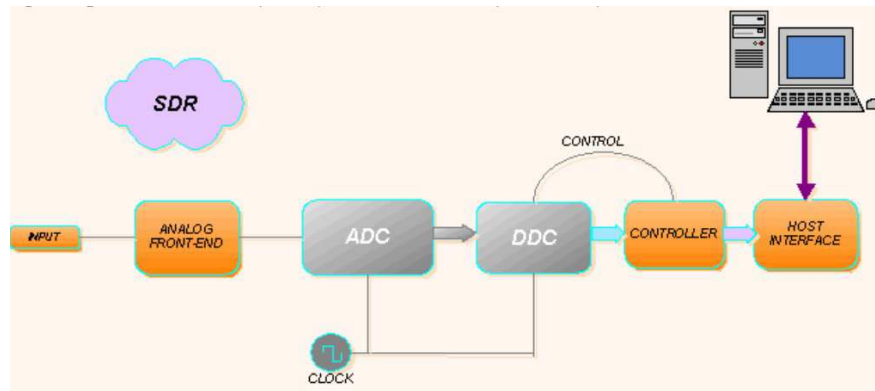 SDR
CONTROL
INPUT
ANALOG
FRONT-END
ADC
DDC
CONTROLLER
HOST
INTERFACE
CLOCK